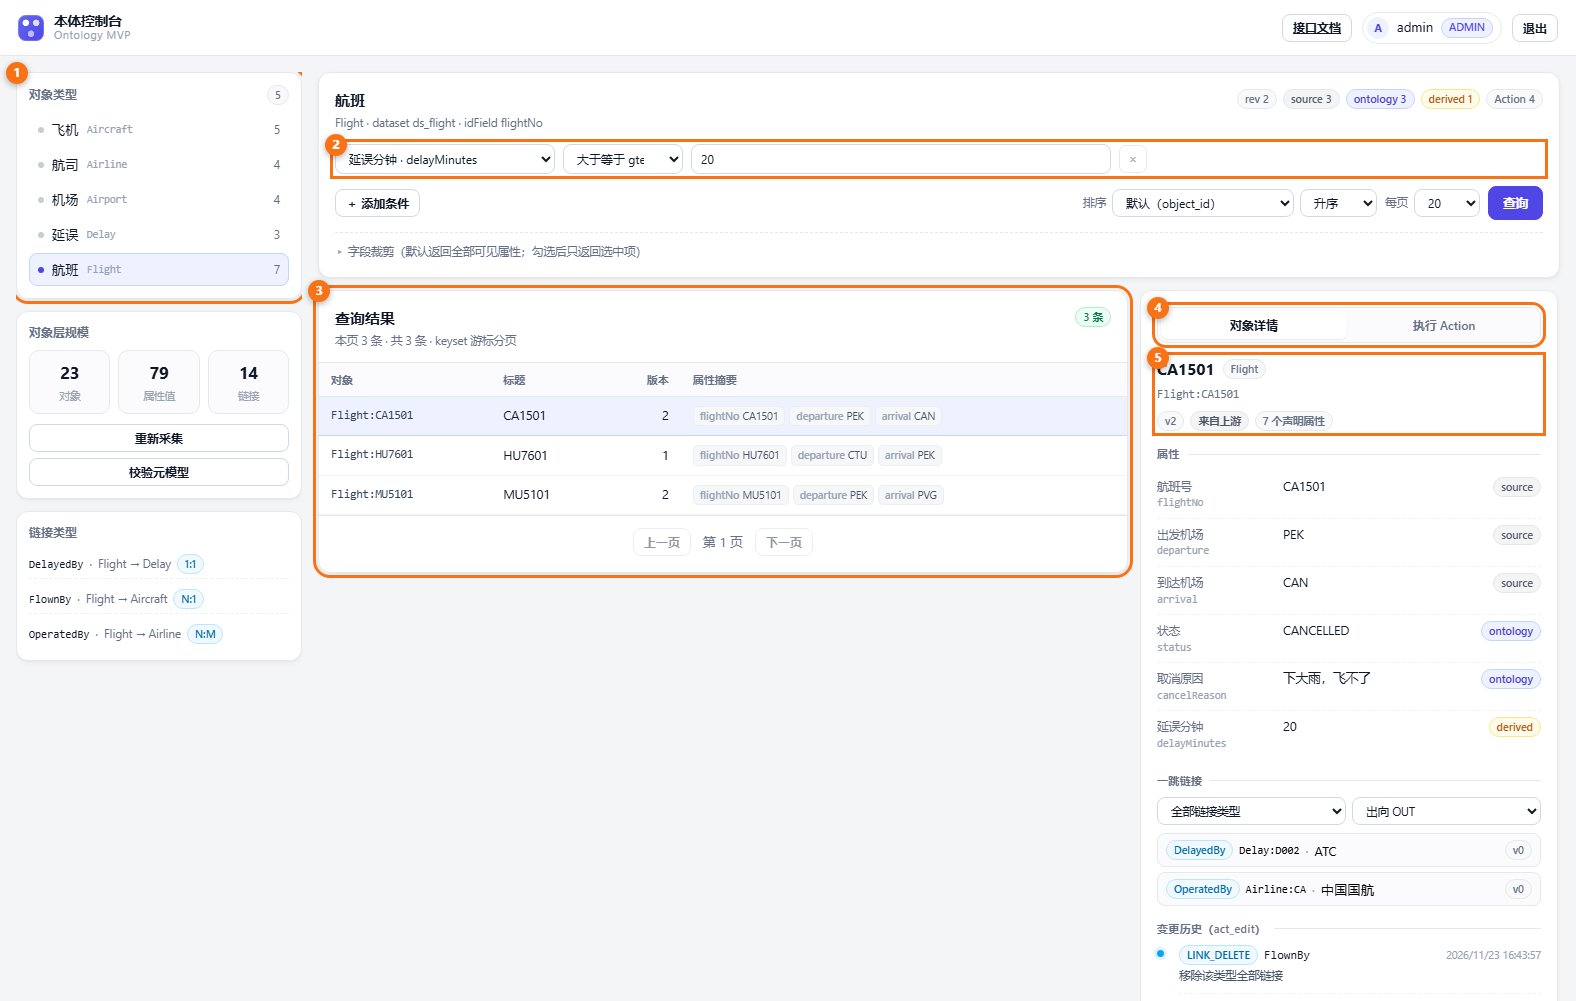 本体控制台
Ontology MVP
接口文档
A admin ADMIN
退出
1
对象类型 5
飞机 Aircraft 5
航司 Airline 4
机场 Airport 4
延误 Delay 3
航班 Flight 7
对象层规模
23 79 14
对象 属性值 链接
重新采集
校验元模型
链接类型
DelayedBy · Flight → Delay 1:1
FlownBy · Flight → Aircraft N:1
OperatedBy · Flight → Airline N:M
航班 rev 2 source 3 ontology 3 derived 1 Action 4
Flight · dataset ds_flight · idField flightNo
2
延误分钟 · delayMinutes 大于等于 gte 20 ×
+ 添加条件 排序 默认（object_id） 升序 每页 20 查询
▸ 字段裁剪（默认返回全部可见属性；勾选后只返回选中项）
3
查询结果 3 条
本页 3 条 · 共 3 条 · keyset 游标分页
对象 标题 版本 属性摘要
Flight:CA1501 CA1501 2 flightNo CA1501 departure PEK arrival CAN
Flight:HU7601 HU7601 1 flightNo HU7601 departure CTU arrival PEK
Flight:MU5101 MU5101 2 flightNo MU5101 departure PEK arrival PVG
上一页 第 1 页 下一页
4
对象详情 执行 Action
5
CA1501 Flight
Flight:CA1501
v2 来自上游 7 个声明属性
属性
航班号 CA1501 source
flightNo
出发机场 PEK source
departure
到达机场 CAN source
arrival
状态 CANCELLED ontology
status
取消原因 下大雨，飞不了 ontology
cancelReason
延误分钟 20 derived
delayMinutes
一跳链接
全部链接类型 出向 OUT
DelayedBy Delay:D002 · ATC v0
OperatedBy Airline:CA · 中国国航 v0
变更历史（act_edit）
LINK_DELETE FlownBy 2026/11/23 16:43:57
移除该类型全部链接